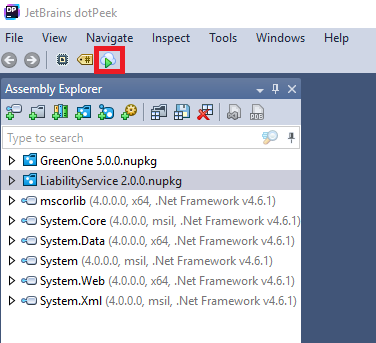 DP JetBrains dotPeek
File View Navigate Inspect Tools Windows Help
Assembly Explorer
Type to search
GreenOne 5.0.0.nupkg
LiabilityService 2.0.0.nupkg
mscorlib (4.0.0.0, x64, .Net Framework v4.6.1)
System.Core (4.0.0.0, msil, .Net Framework v4.6.1)
System.Data (4.0.0.0, x64, .Net Framework v4.6.1)
System (4.0.0.0, msil, .Net Framework v4.6.1)
System.Web (4.0.0.0, x64, .Net Framework v4.6.1)
System.Xml (4.0.0.0, msil, .Net Framework v4.6.1)